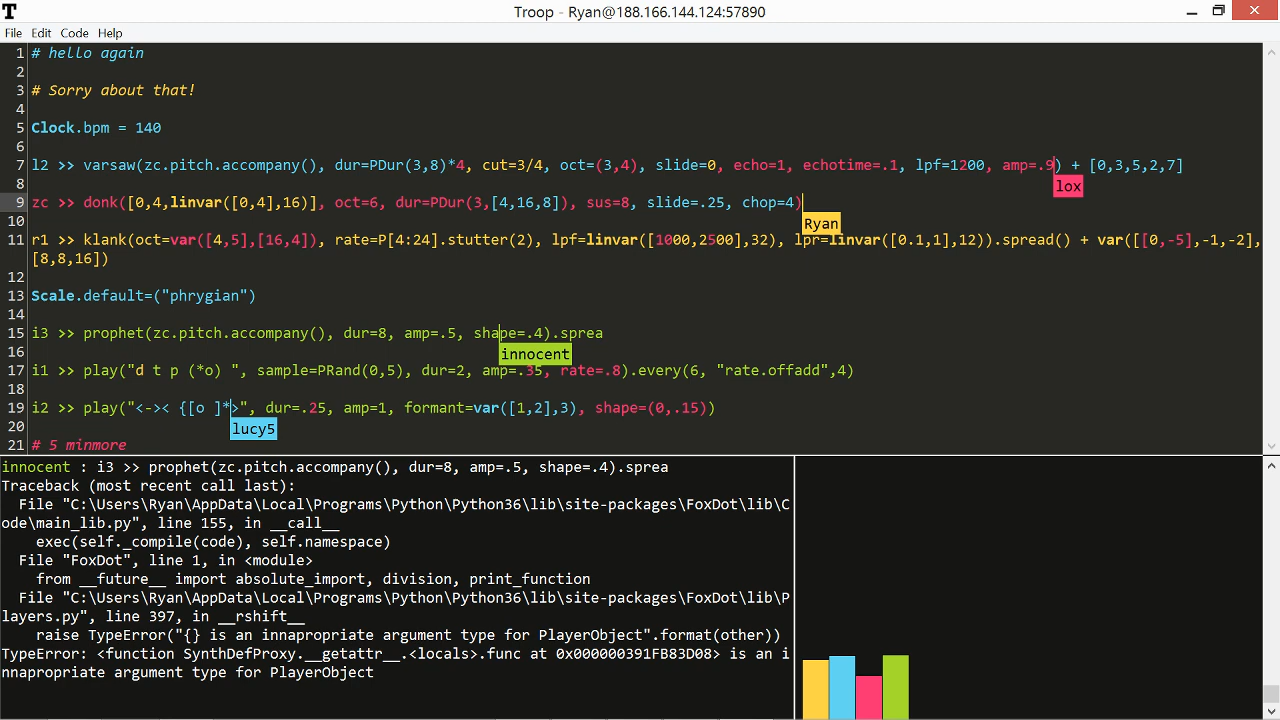 T
Troop - Ryan@188.166.144.124:57890
File Edit Code Help
1 # hello again
2
3 # Sorry about that!
4
5 Clock.bpm = 140
6
7 l2 >> varsaw(zc.pitch.accompany(), dur=PDur(3,8)*4, cut=3/4, oct=(3,4), slide=0, echo=1, echotime=.1, lpf=1200, amp=.9) + [0,3,5,2,7]
8
lox
9 zc >> donk([0,4,linvar([0,4],16)], oct=6, dur=PDur(3,[4,16,8]), sus=8, slide=.25, chop=4)
10
Ryan
11 r1 >> klank(oct=var([4,5],[16,4]), rate=P[4:24].stutter(2), lpf=linvar([1000,2500],32), lpr=linvar([0.1,1],12)).spread() + var([[0,-5],-1,-2],
[8,8,16])
12
13 Scale.default=("phrygian")
14
15 i3 >> prophet(zc.pitch.accompany(), dur=8, amp=.5, shape=.4).sprea
16
innocent
17 i1 >> play("d t p (*o) ", sample=PRand(0,5), dur=2, amp=.35, rate=.8).every(6, "rate.offadd",4)
18
19 i2 >> play("<->< {[o ]*>", dur=.25, amp=1, formant=var([1,2],3), shape=(0,.15))
20
lucy5
21 # 5 minmore
innocent : i3 >> prophet(zc.pitch.accompany(), dur=8, amp=.5, shape=.4).sprea
Traceback (most recent call last):
  File "C:\Users\Ryan\AppData\Local\Programs\Python\Python36\lib\site-packages\FoxDot\lib\C
ode\main_lib.py", line 155, in __call__
    exec(self._compile(code), self.namespace)
  File "FoxDot", line 1, in <module>
    from __future__ import absolute_import, division, print_function
  File "C:\Users\Ryan\AppData\Local\Programs\Python\Python36\lib\site-packages\FoxDot\lib\P
layers.py", line 397, in __rshift__
    raise TypeError("{} is an innapropriate argument type for PlayerObject".format(other))
TypeError: <function SynthDefProxy.__getattr__.<locals>.func at 0x000000391FB83D08> is an i
nnapropriate argument type for PlayerObject